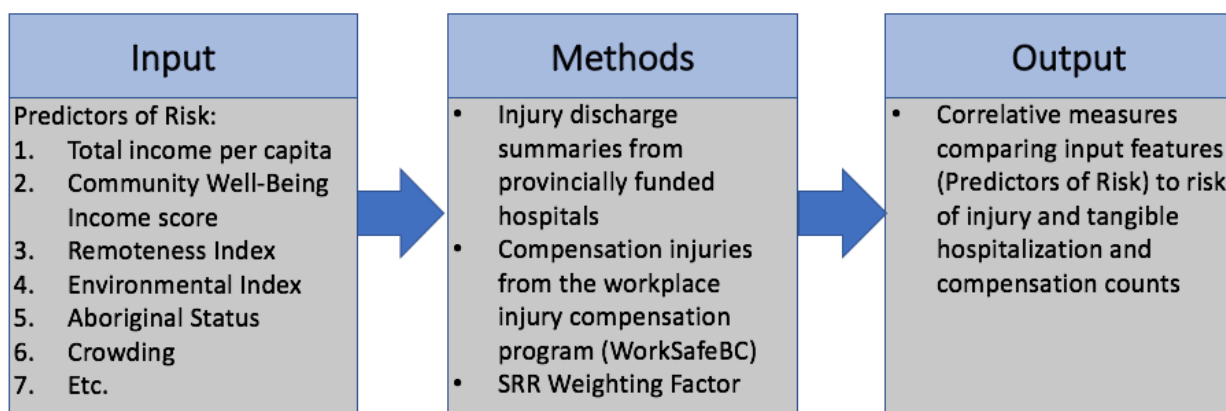 Input
Predictors of Risk:
1. Total income per capita
2. Community Well-Being
Income score
3. Remoteness Index
4. Environmental Index
5. Aboriginal Status
6. Crowding
7. Etc.
Methods
• Injury discharge
summaries from
provincially funded
hospitals
• Compensation injuries
from the workplace
injury compensation
program (WorkSafeBC)
• SRR Weighting Factor
Output
• Correlative measures
comparing input features
(Predictors of Risk) to risk
of injury and tangible
hospitalization and
compensation counts